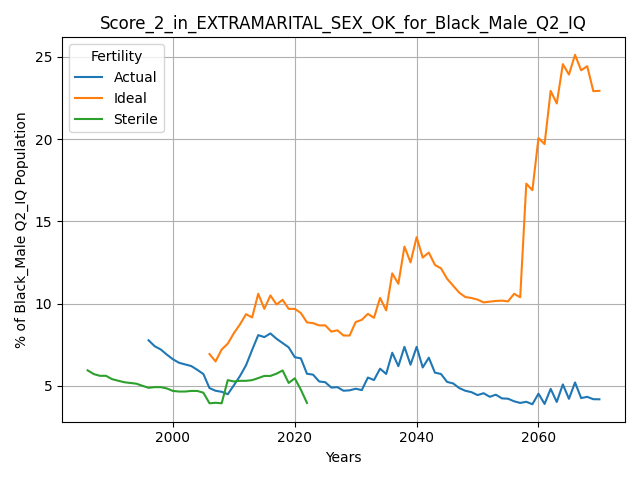 Score_2_in_EXTRAMARITAL_SEX_OK_for_Black_Male_Q2_IQ
Fertility
Actual
Ideal
Sterile
% of Black_Male Q2_IQ Population
25
20
15
10
5
2000 2020 2040 2060
Years